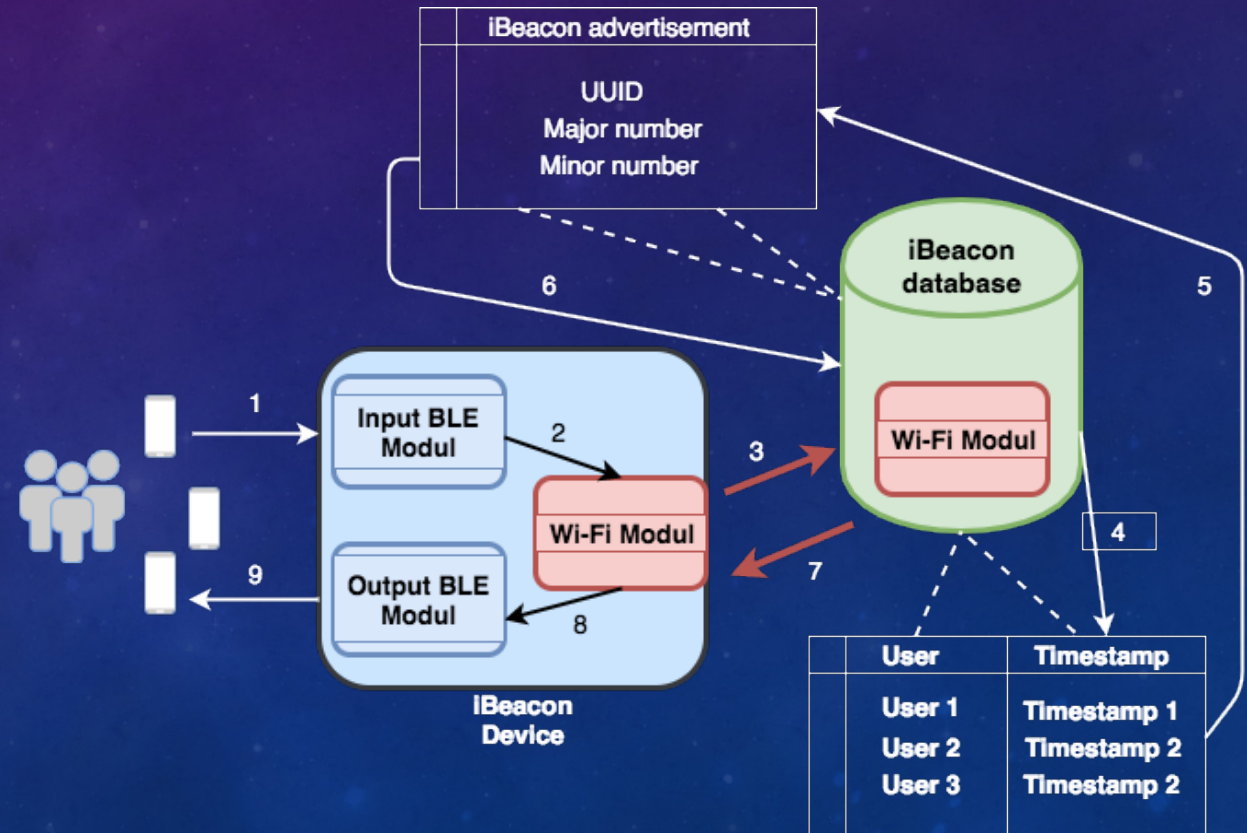 iBeacon advertisement
UUID
Major number
Minor number
iBeacon
database
5
6
1
Input BLE
Modul
2
3
Wi-Fi Modul
Wi-Fi Modul
4
7
9
Output BLE
Modul
8
iBeacon
Device
User Timestamp
User 1 Timestamp 1
User 2 Timestamp 2
User 3 Timestamp 2